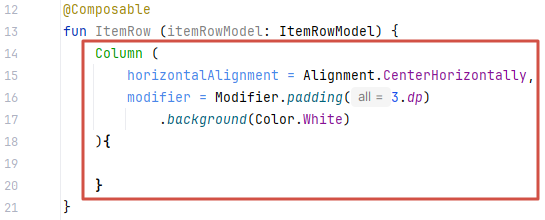 12 @Composable
13 fun ItemRow (itemRowModel: ItemRowModel) {
14 Column (
15 horizontalAlignment = Alignment.CenterHorizontally,
16 modifier = Modifier.padding( all = 3.dp)
17 .background(Color.White)
18 ){
19
20 }
21 }